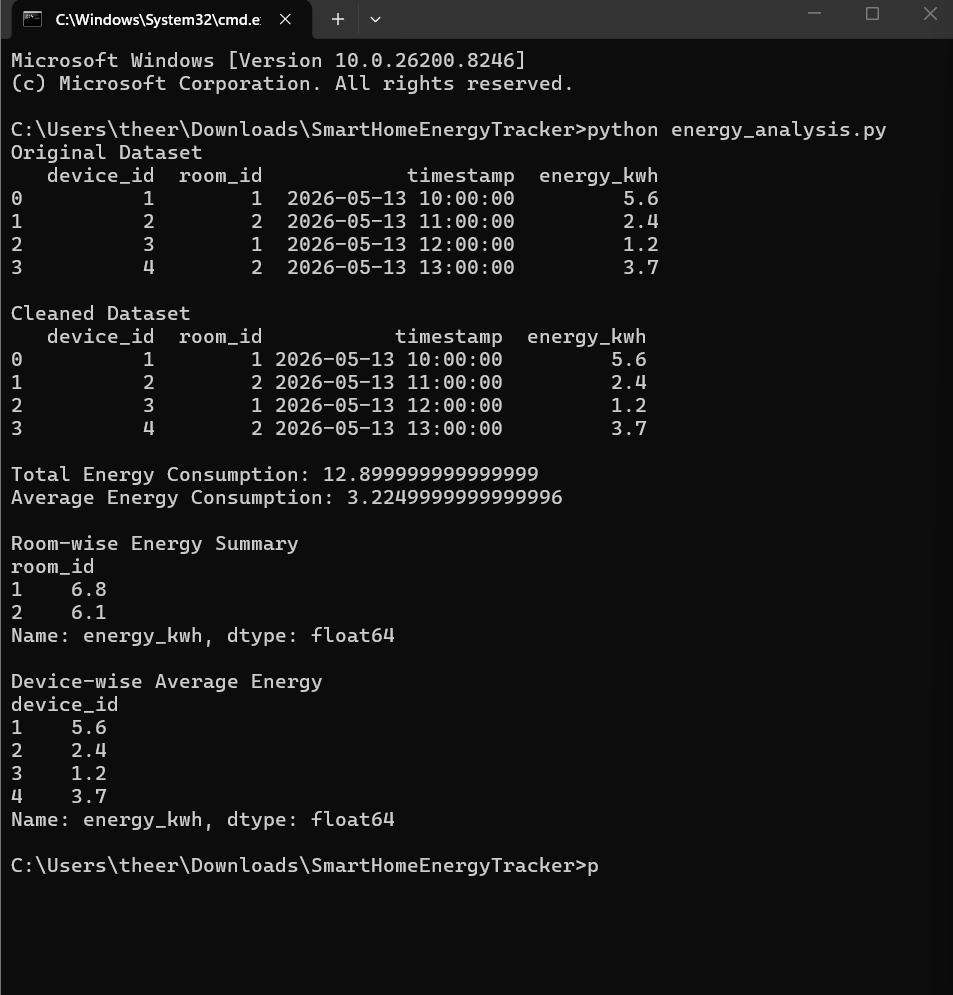 C:\Windows\System32\cmd.e
Microsoft Windows [Version 10.0.26200.8246]
(c) Microsoft Corporation. All rights reserved.
C:\Users\theer\Downloads\SmartHomeEnergyTracker>python energy_analysis.py
Original Dataset
   device_id  room_id            timestamp  energy_kwh
0          1        1  2026-05-13 10:00:00         5.6
1          2        2  2026-05-13 11:00:00         2.4
2          3        1  2026-05-13 12:00:00         1.2
3          4        2  2026-05-13 13:00:00         3.7
Cleaned Dataset
   device_id  room_id           timestamp  energy_kwh
0          1        1 2026-05-13 10:00:00         5.6
1          2        2 2026-05-13 11:00:00         2.4
2          3        1 2026-05-13 12:00:00         1.2
3          4        2 2026-05-13 13:00:00         3.7
Total Energy Consumption: 12.899999999999999
Average Energy Consumption: 3.2249999999999996
Room-wise Energy Summary
room_id
1    6.8
2    6.1
Name: energy_kwh, dtype: float64
Device-wise Average Energy
device_id
1    5.6
2    2.4
3    1.2
4    3.7
Name: energy_kwh, dtype: float64
C:\Users\theer\Downloads\SmartHomeEnergyTracker>p